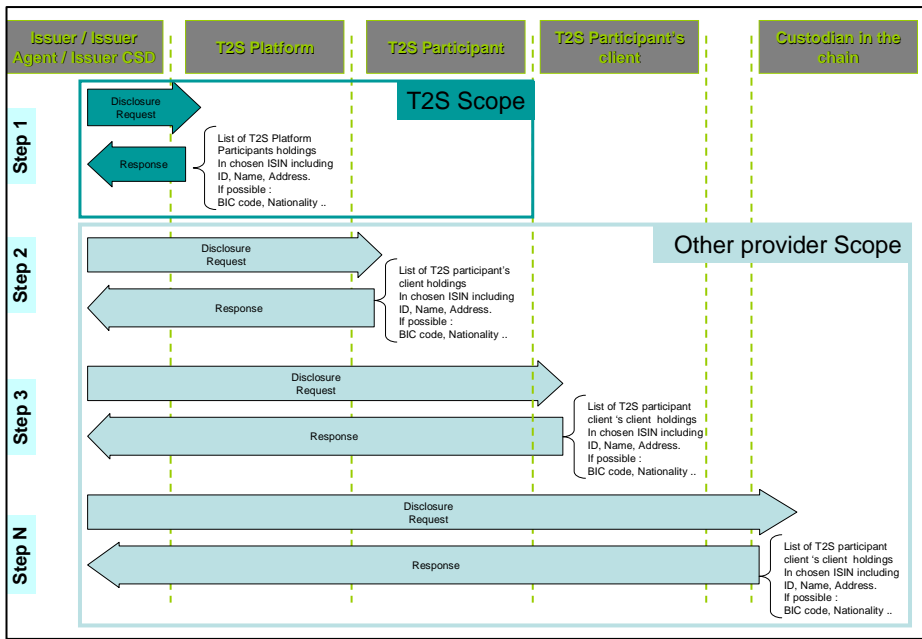 Issuer / Issuer
Agent / Issuer CSD
T2S Platform
T2S Participant
T2S Participant's
client
Custodian in the
chain
T2S Scope
Step 1
Disclosure
Request
Response
List of T2S Platform
Participants holdings
In chosen ISIN including
ID, Name, Address.
If possible :
BIC code, Nationality ..
Other provider Scope
Step 2
Disclosure
Request
Response
List of T2S participant's
client holdings
In chosen ISIN including
ID, Name, Address.
If possible :
BIC code, Nationality ..
Step 3
Disclosure
Request
Response
List of T2S participant
client 's client holdings
In chosen ISIN including
ID, Name, Address.
If possible :
BIC code, Nationality ..
Step N
Disclosure
Request
Response
List of T2S participant
client 's client holdings
In chosen ISIN including
ID, Name, Address.
If possible :
BIC code, Nationality ..